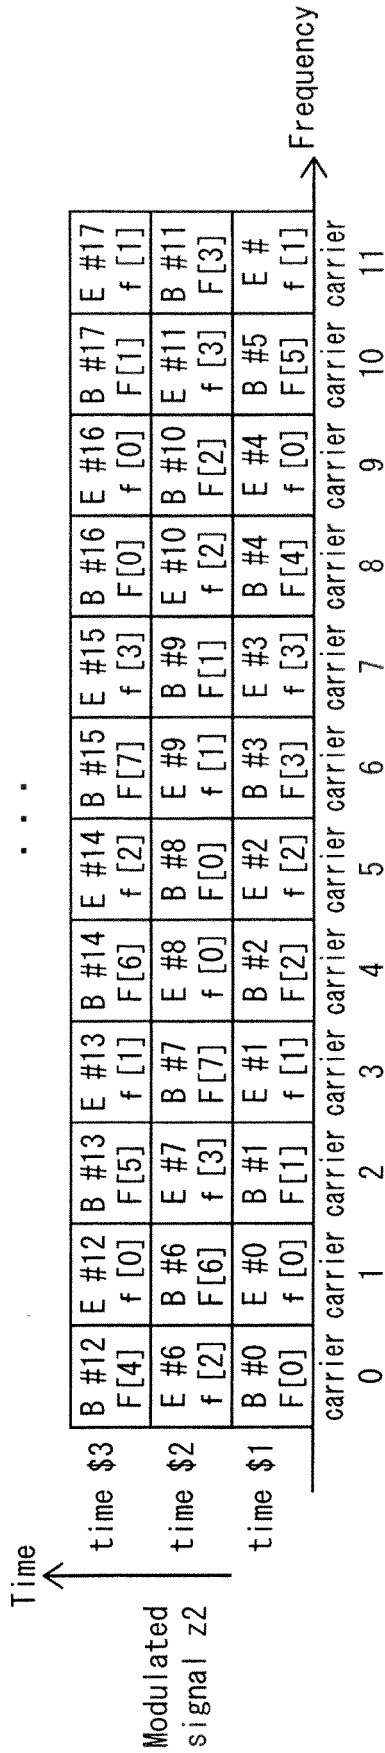 Time
. . .
time $3
B #12 E #12 B #13 E #13 B #14 E #14 B #15 E #15 B #16 E #16 B #17 E #17
F[4] f [0] F[5] f [1] F[6] f [2] F[7] f [3] F[0] f [0] F[1] f [1]
Modulated
signal z2
time $2
E #6 B #6 E #7 B #7 E #8 B #8 E #9 B #9 E #10 B #10 E #11 B #11
f [2] F[6] f [3] F[7] f [0] F[0] f [1] F[1] f [2] F[2] f [3] F[3]
time $1
B #0 E #0 B #1 E #1 B #2 E #2 B #3 E #3 B #4 E #4 B #5 E #
F[0] f [0] F[1] f [1] F[2] f [2] F[3] f [3] F[4] f [0] F[5] f [1]
Frequency
carrier carrier carrier carrier carrier carrier carrier carrier carrier carrier carrier carrier
0 1 2 3 4 5 6 7 8 9 10 11